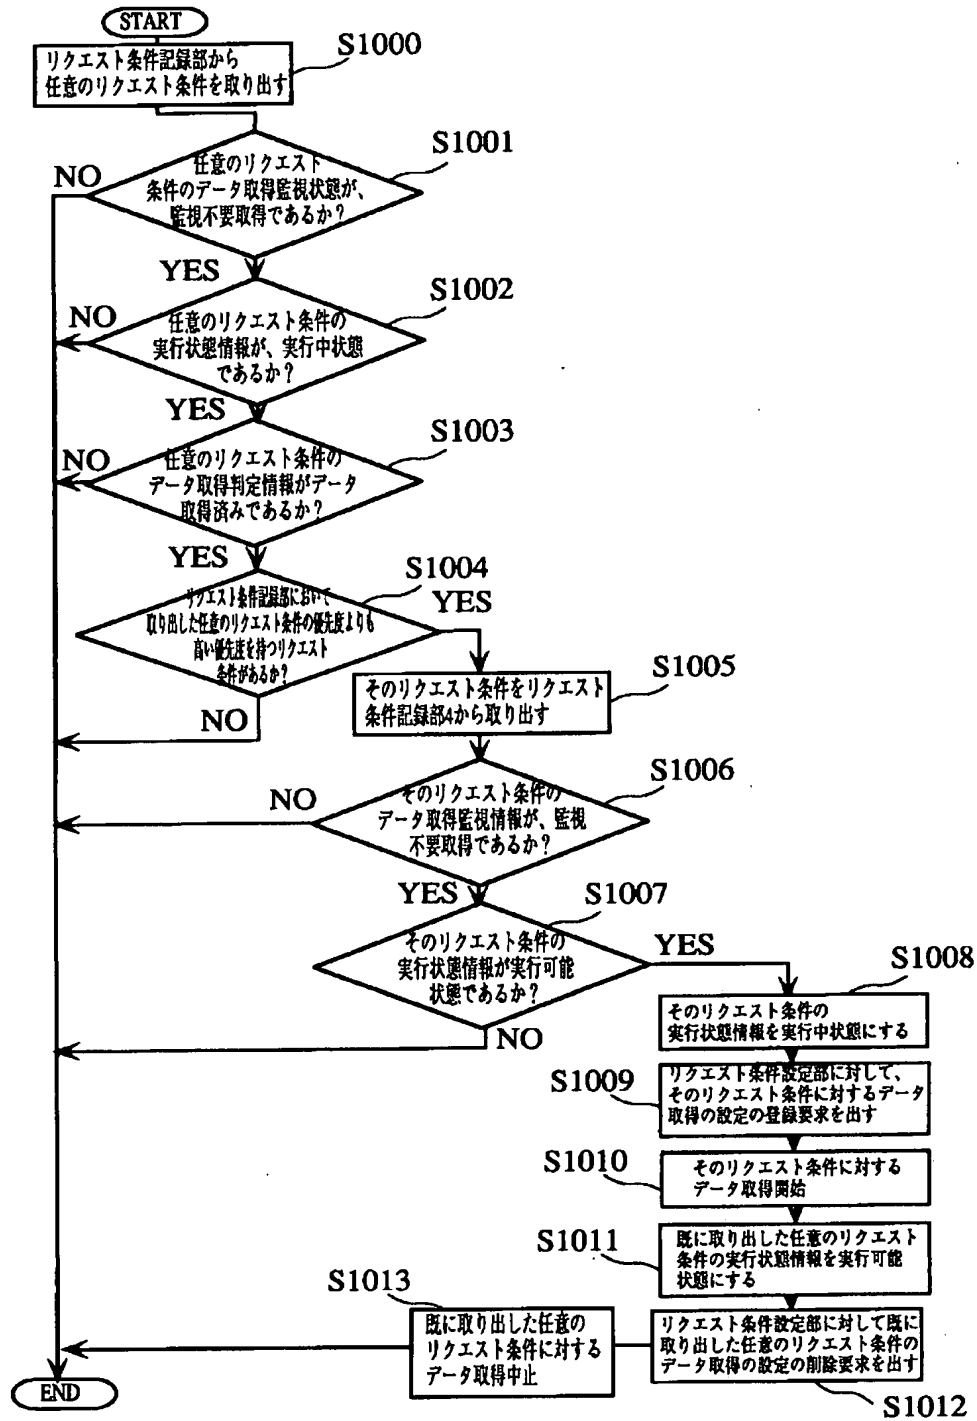 START
S1000
リクエスト条件記録部から
任意のリクエスト条件を取り出す
S1001
任意のリクエスト
条件のデータ取得監視状態が、
監視不要取得であるか?
NO
YES
S1002
任意のリクエスト条件の
実行状態情報が、実行中状態
であるか?
NO
YES
S1003
任意のリクエスト条件の
データ取得判定情報がデータ
取得済みであるか?
NO
YES
S1004
リクエスト条件記録部において
取り出した任意のリクエスト条件の優先度よりも
高い優先度を持つリクエスト
条件があるか?
YES
NO
S1005
そのリクエスト条件をリクエスト
条件記録部4から取り出す
S1006
そのリクエスト条件の
データ取得監視情報が、監視
不要取得であるか?
NO
YES
S1007
そのリクエスト条件の
実行状態情報が実行可能
状態であるか?
YES
NO
S1008
そのリクエスト条件の
実行状態情報を実行中状態にする
S1009
リクエスト条件設定部に対して、
そのリクエスト条件に対するデータ
取得の設定の登録要求を出す
S1010
そのリクエスト条件に対する
データ取得開始
S1011
既に取り出した任意のリクエスト
条件の実行状態情報を実行可能
状態にする
S1012
リクエスト条件設定部に対して既に
取り出した任意のリクエスト条件の
データ取得の設定の削除要求を出す
S1013
既に取り出した任意の
リクエスト条件に対する
データ取得中止
END